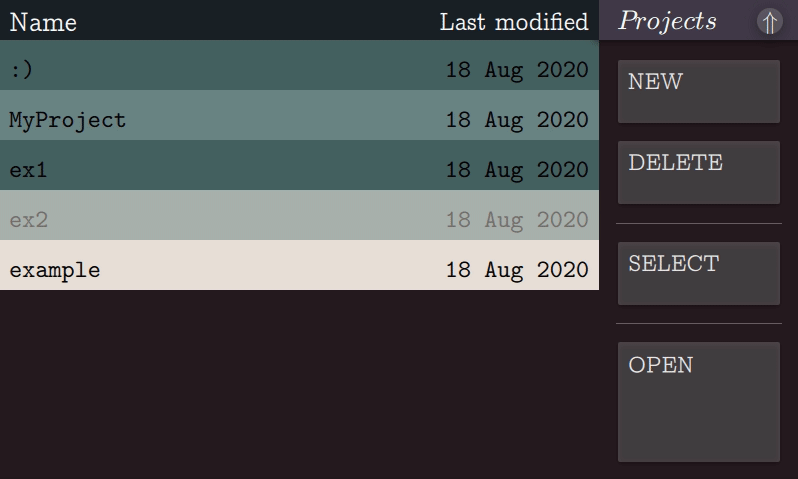 Name Last modified
:) 18 Aug 2020
MyProject 18 Aug 2020
ex1 18 Aug 2020
ex2 18 Aug 2020
example 18 Aug 2020
Projects
NEW
DELETE
SELECT
OPEN